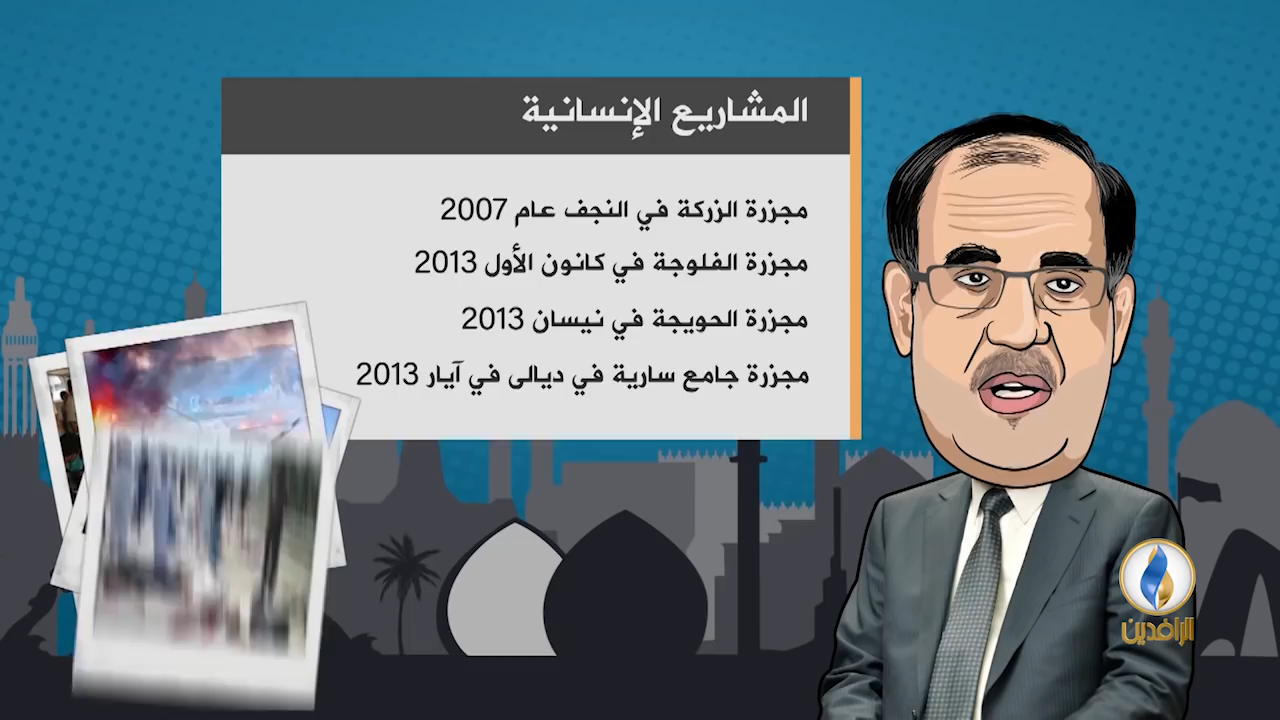 المشاريع الإنسانية
مجزرة الزركة في النجف عام 2007
مجزرة الفلوجة في كانون الأول 2013
مجزرة الحويجة في نيسان 2013
مجزرة جامع سارية في ديالى في آيار 2013
الرافدين